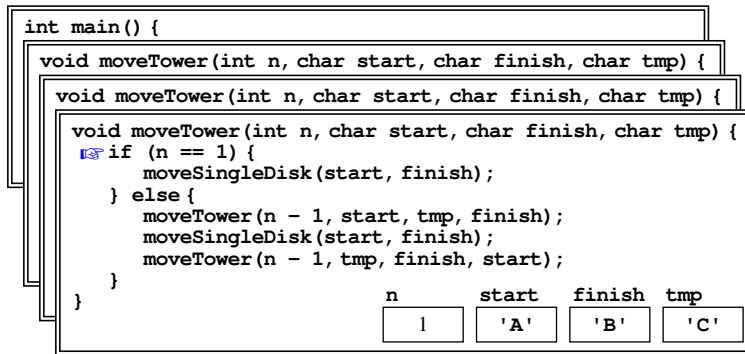 int main() {
void moveTower(int n, char start, char finish, char tmp) {
void moveTower(int n, char start, char finish, char tmp) {
void moveTower(int n, char start, char finish, char tmp) {
☞ if (n == 1) {
moveSingleDisk(start, finish);
} else {
moveTower(n – 1, start, tmp, finish);
moveSingleDisk(start, finish);
moveTower(n – 1, tmp, finish, start);
}
}
n start finish tmp
1 'A' 'B' 'C'